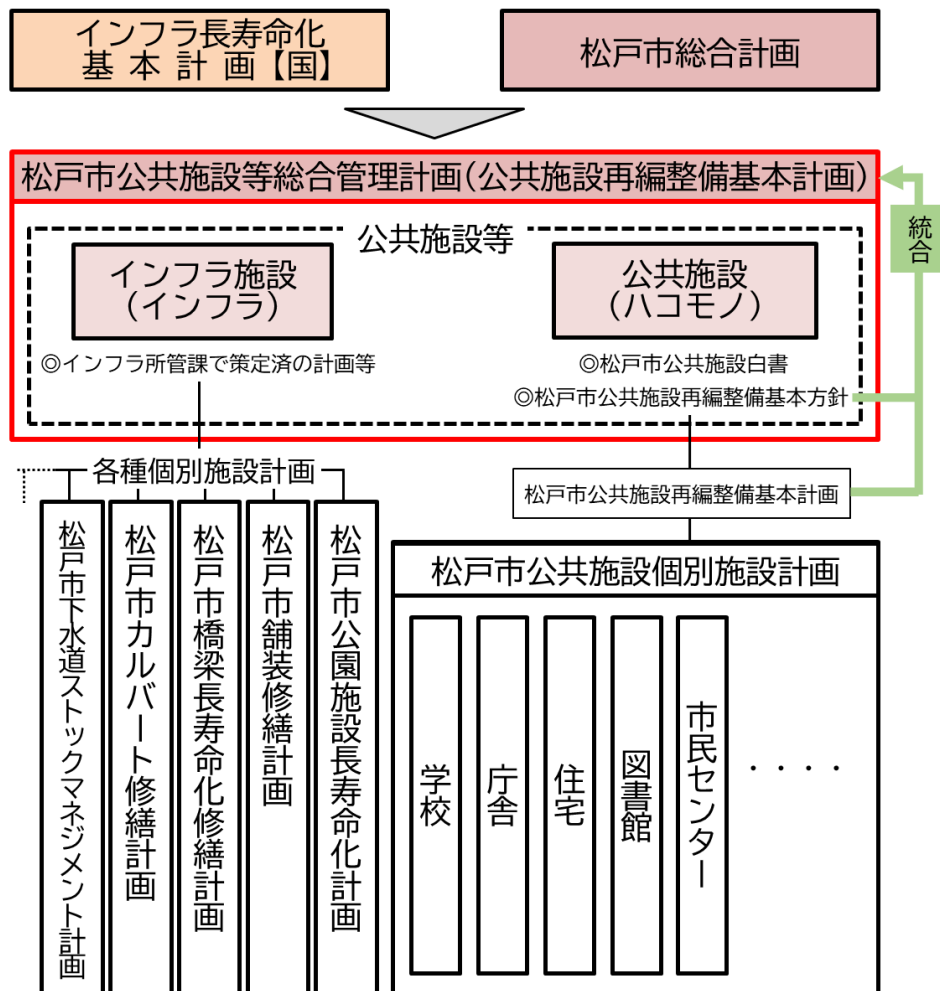 インフラ長寿命化
基本計画【国】
松戸市総合計画
松戸市公共施設等総合管理計画(公共施設再編整備基本計画)
統合
公共施設等
インフラ施設
(インフラ)
公共施設
(ハコモノ)
◎インフラ所管課で策定済の計画等
◎松戸市公共施設白書
◎松戸市公共施設再編整備基本方針
各種個別施設計画
松戸市公共施設再編整備基本計画
松戸市下水道ストックマネジメント計画
松戸市カルバート修繕計画
松戸市橋梁長寿命化修繕計画
松戸市舗装修繕計画
松戸市公園施設長寿命化計画
松戸市公共施設個別施設計画
学校
庁舎
住宅
図書館
市民センター
・・・・